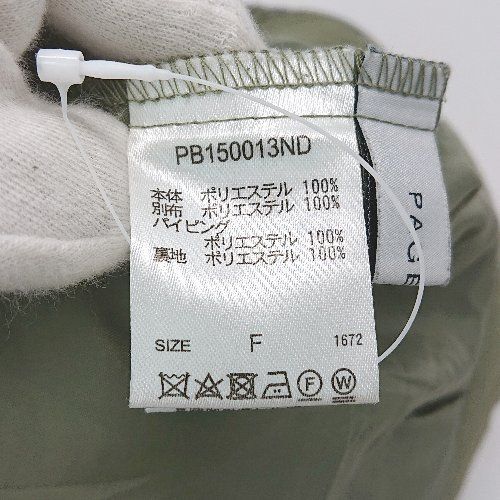 PB150013ND
本体 ポリエステル 100%
別布 ポリエステル 100%
パイピング
ポリエステル 100%
裏地 ポリエステル 100%
SIZE F 1672
F W
PAGE